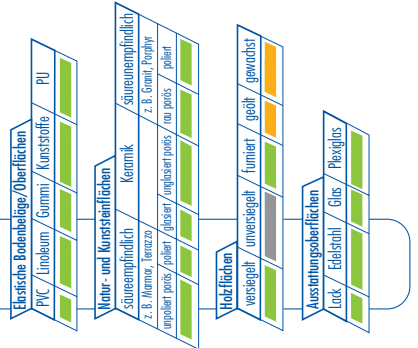 Elastische Bodenbeläge/Oberflächen
PVC Linoleum Gummi Kunststoffe PU
Natur- und Kunststeinflächen
säureempfindlich Keramik säureunempfindlich
z. B. Marmor, Terrazzo z. B. Granit, Porphyr
unpoliert porös poliert glasiert unglasiert porös rau porös poliert
Holzflächen
versiegelt unversiegelt furniert geölt gewachst
Ausstattungsoberflächen
Lack Edelstahl Glas Plexiglas